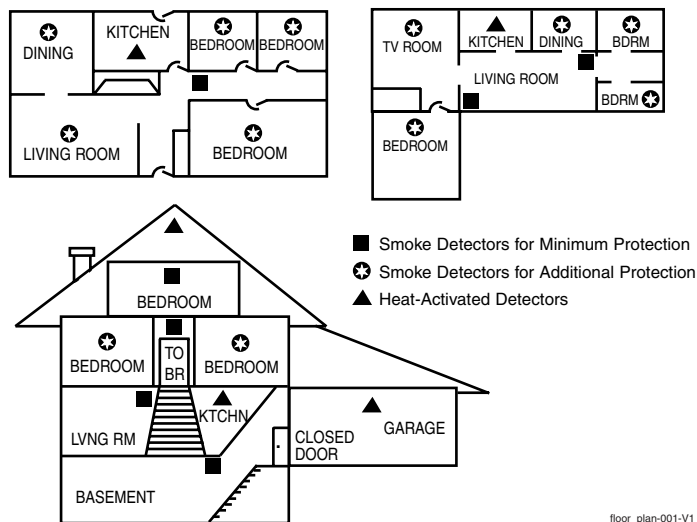 DINING
KITCHEN
BEDROOM
BEDROOM
LIVING ROOM
BEDROOM
TV ROOM
KITCHEN
DINING
BDRM
LIVING ROOM
BDRM
BEDROOM
Smoke Detectors for Minimum Protection
Smoke Detectors for Additional Protection
Heat-Activated Detectors
BEDROOM
BEDROOM
TO
BR
BEDROOM
LVNG RM
KTCHN
CLOSED
DOOR
GARAGE
BASEMENT
floor_plan-001-V1